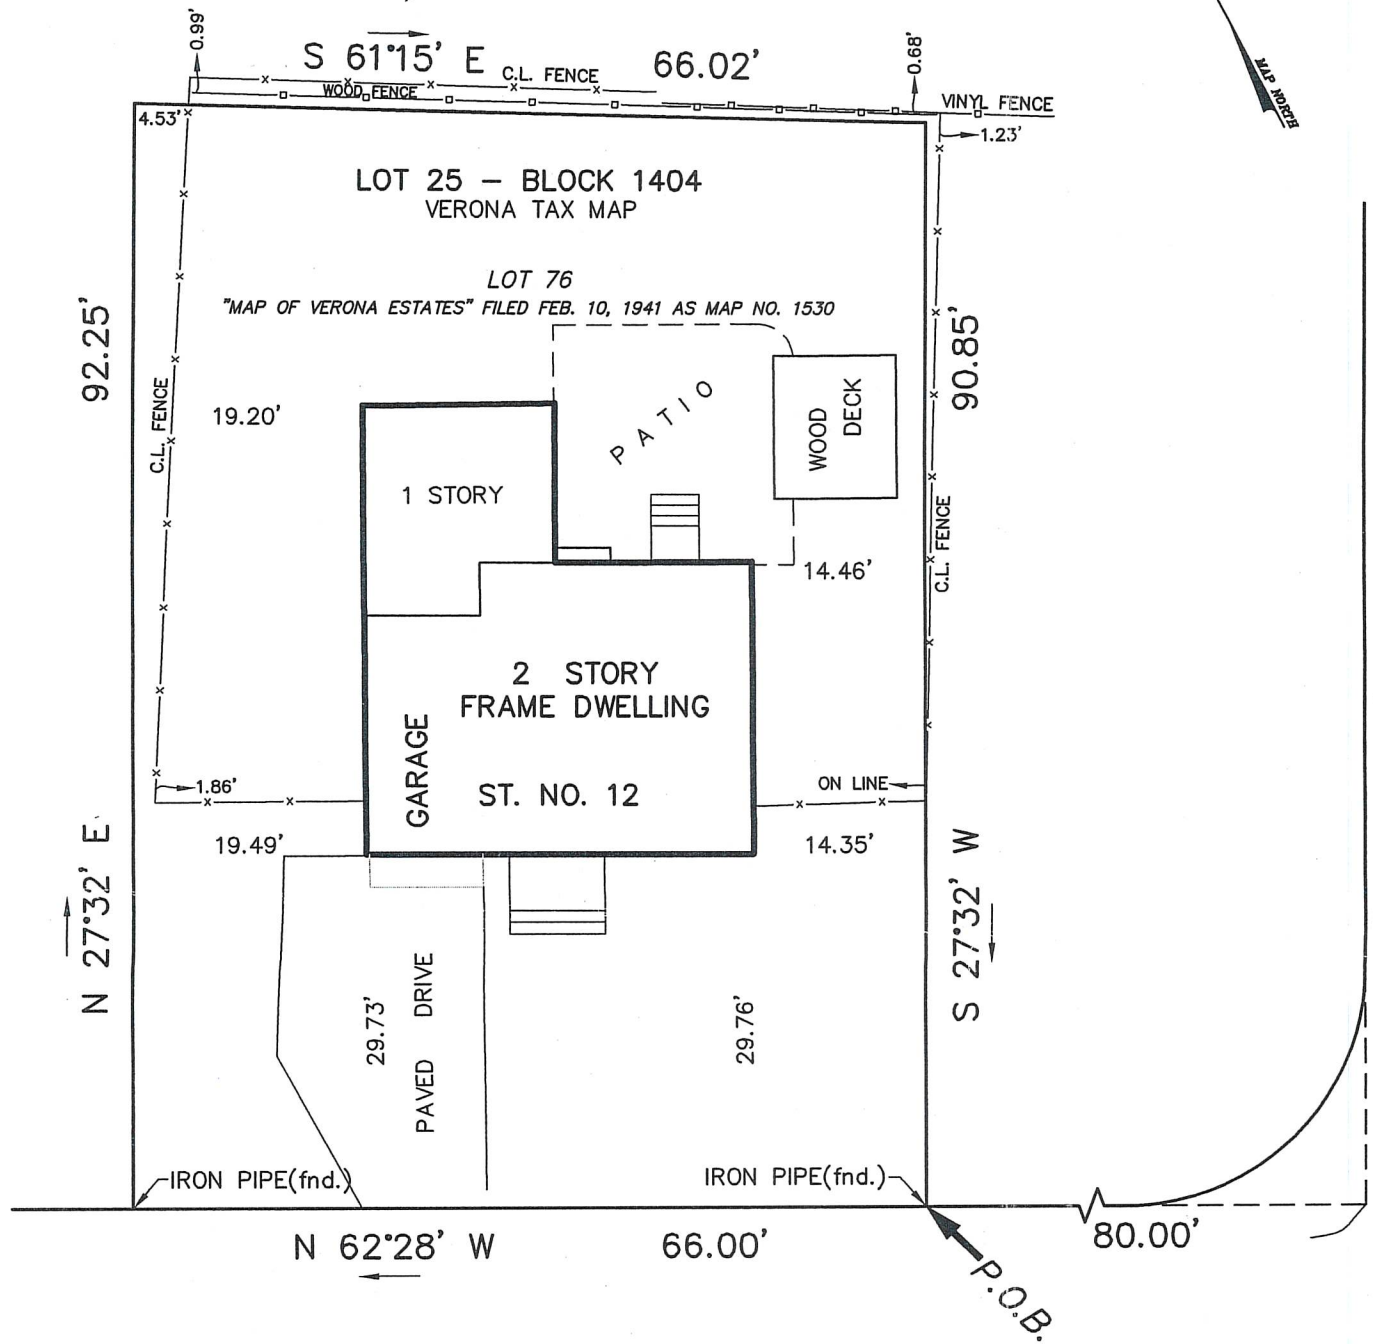 0.99'
S 61°15' E
66.02'
C.L. FENCE
WOOD FENCE
0.68'
VINYL FENCE
MAP NORTH
4.53'
1.23'
LOT 25 – BLOCK 1404
VERONA TAX MAP
LOT 76
"MAP OF VERONA ESTATES" FILED FEB. 10, 1941 AS MAP NO. 1530
92.25'
90.85'
C.L. FENCE
19.20'
PATIO
WOOD
DECK
1 STORY
C.L. FENCE
14.46'
2 STORY
FRAME DWELLING
GARAGE
ST. NO. 12
1.86'
ON LINE
19.49'
14.35'
N 27°32' E
S 27°32' W
29.73'
PAVED DRIVE
29.76'
IRON PIPE(fnd.)
IRON PIPE(fnd.)
N 62°28' W
66.00'
80.00'
P.O.B.